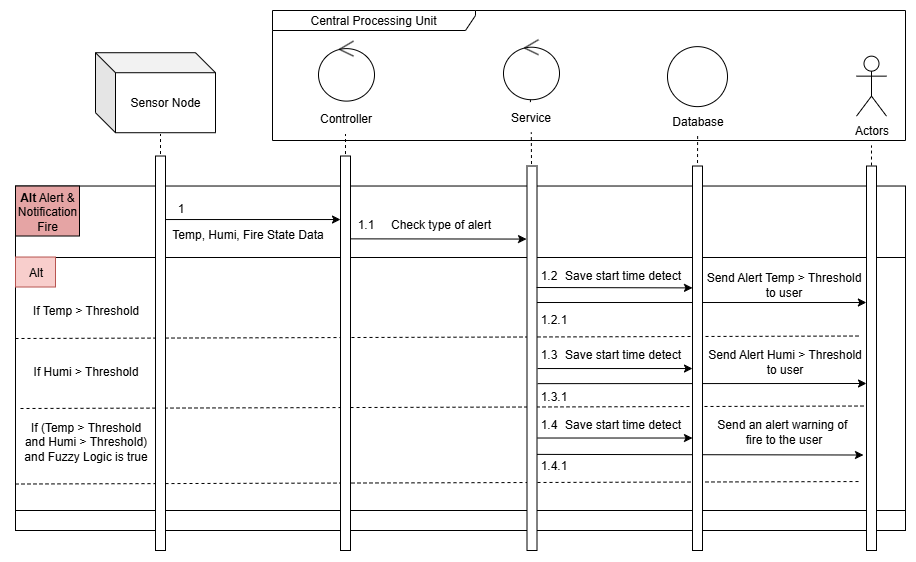 Central Processing Unit
Sensor Node
Controller
Service
Database
Actors
Alt Alert &
Notification
Fire
1
Temp, Humi, Fire State Data
1.1 Check type of alert
Alt
If Temp > Threshold
1.2 Save start time detect
Send Alert Temp > Threshold
to user
1.2.1
If Humi > Threshold
1.3 Save start time detect
Send Alert Humi > Threshold
to user
1.3.1
If (Temp > Threshold
and Humi > Threshold)
and Fuzzy Logic is true
1.4 Save start time detect
Send an alert warning of
fire to the user
1.4.1